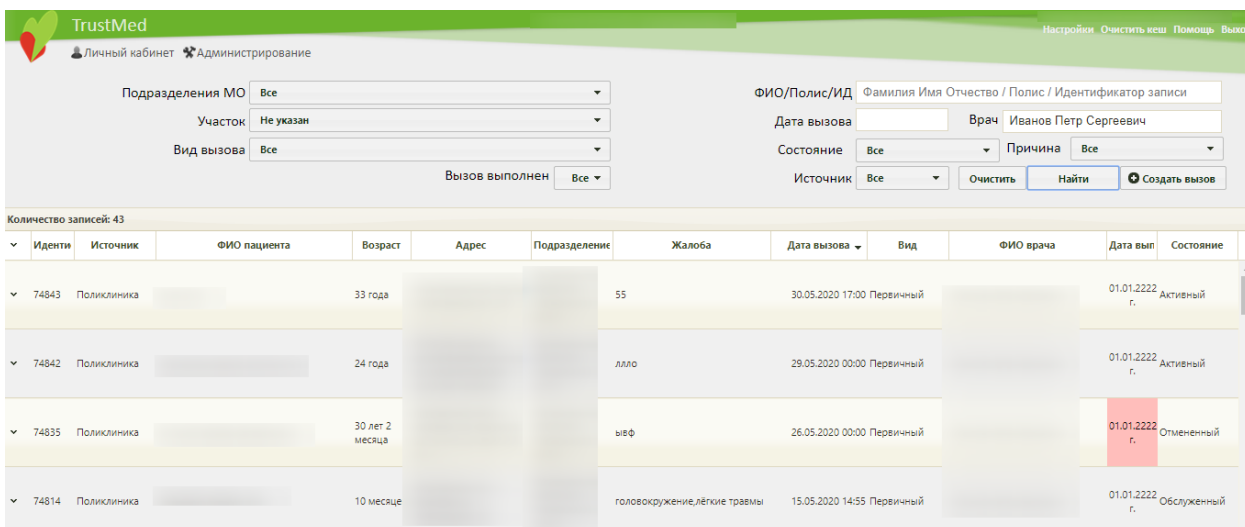 TrustMed
Настройки Очистить кеш Помощь Выхо
Личный кабинет Администрирование
Подразделения МО Все ФИО/Полис/ИД Фамилия Имя Отчество / Полис / Идентификатор записи
Участок Не указан Дата вызова Врач Иванов Петр Сергеевич
Вид вызова Все Состояние Все Причина Все
Вызов выполнен Все Источник Все Очистить Найти Создать вызов
Количество записей: 43
Иденти Источник ФИО пациента Возраст Адрес Подразделение Жалоба Дата вызова Вид ФИО врача Дата вып Состояние
74843 Поликлиника 33 года 55 30.05.2020 17:00 Первичный 01.01.2222 г. Активный
74842 Поликлиника 24 года ллло 29.05.2020 00:00 Первичный 01.01.2222 г. Активный
74835 Поликлиника 30 лет 2 месяца ывф 26.05.2020 00:00 Первичный 01.01.2222 г. Отмененный
74814 Поликлиника 10 месяце головокружение,лёгкие травмы 15.05.2020 14:55 Первичный 01.01.2222 г. Обслуженный